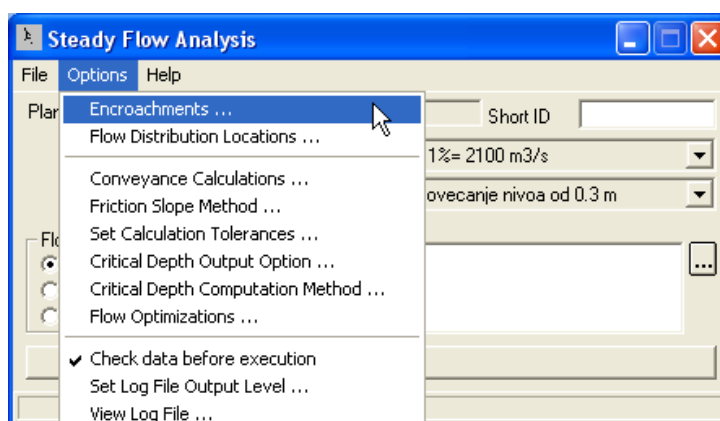 Steady Flow Analysis
File Options Help
Plan
Encroachments ...
Short ID
Flow Distribution Locations ...
1%= 2100 m3/s
Conveyance Calculations ...
ovecanje nivoa od 0.3 m
Friction Slope Method ...
Set Calculation Tolerances ...
Flo
Critical Depth Output Option ...
...
Critical Depth Computation Method ...
Flow Optimizations ...
Check data before execution
Set Log File Output Level ...
View Log File ...